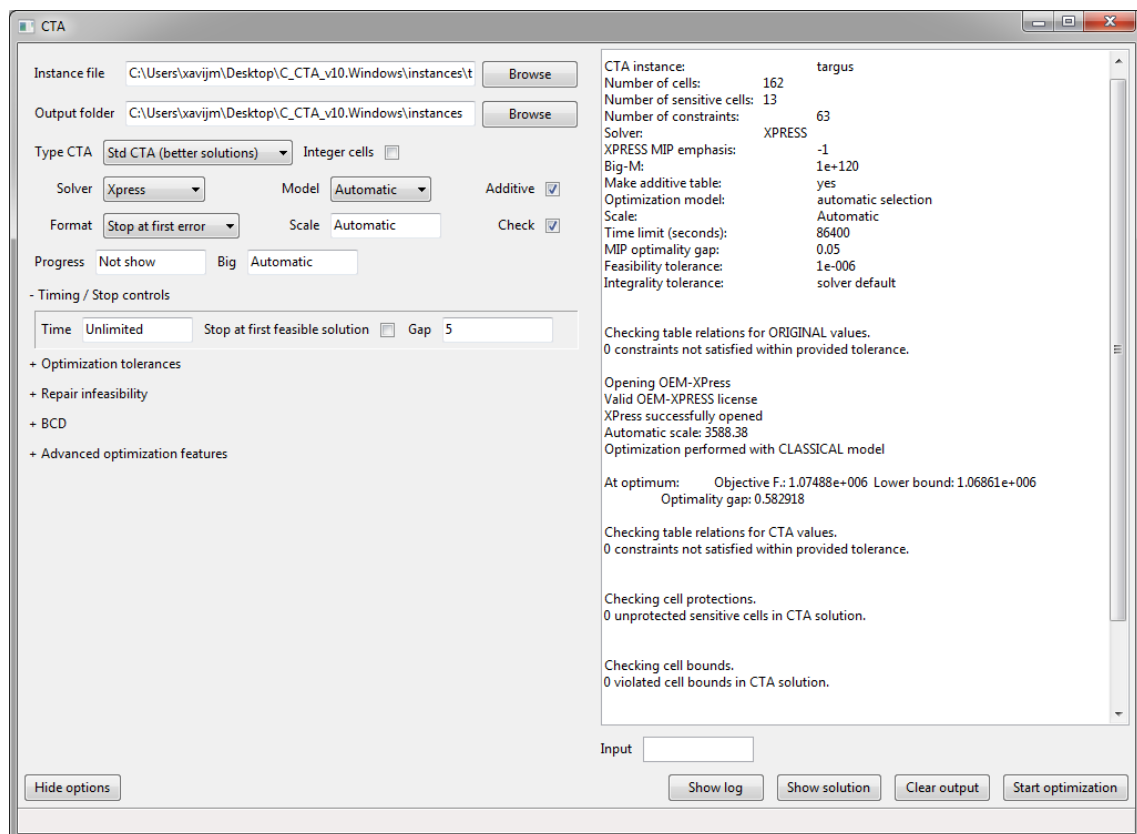 CTA
Instance file C:\Users\xavijm\Desktop\C_CTA_v10.Windows\instances\t Browse
Output folder C:\Users\xavijm\Desktop\C_CTA_v10.Windows\instances Browse
Type CTA Std CTA (better solutions) Integer cells
Solver Xpress Model Automatic Additive
Format Stop at first error Scale Automatic Check
Progress Not show Big Automatic
- Timing / Stop controls
Time Unlimited Stop at first feasible solution Gap 5
+ Optimization tolerances
+ Repair infeasibility
+ BCD
+ Advanced optimization features
CTA instance: targus
Number of cells: 162
Number of sensitive cells: 13
Number of constraints: 63
Solver: XPRESS
XPRESS MIP emphasis: -1
Big-M: 1e+120
Make additive table: yes
Optimization model: automatic selection
Scale: Automatic
Time limit (seconds): 86400
MIP optimality gap: 0.05
Feasibility tolerance: 1e-006
Integrality tolerance: solver default
Checking table relations for ORIGINAL values.
0 constraints not satisfied within provided tolerance.
Opening OEM-XPress
Valid OEM-XPRESS license
XPress successfully opened
Automatic scale: 3588.38
Optimization performed with CLASSICAL model
At optimum: Objective F.: 1.07488e+006 Lower bound: 1.06861e+006
Optimality gap: 0.582918
Checking table relations for CTA values.
0 constraints not satisfied within provided tolerance.
Checking cell protections.
0 unprotected sensitive cells in CTA solution.
Checking cell bounds.
0 violated cell bounds in CTA solution.
Input
Hide options Show log Show solution Clear output Start optimization